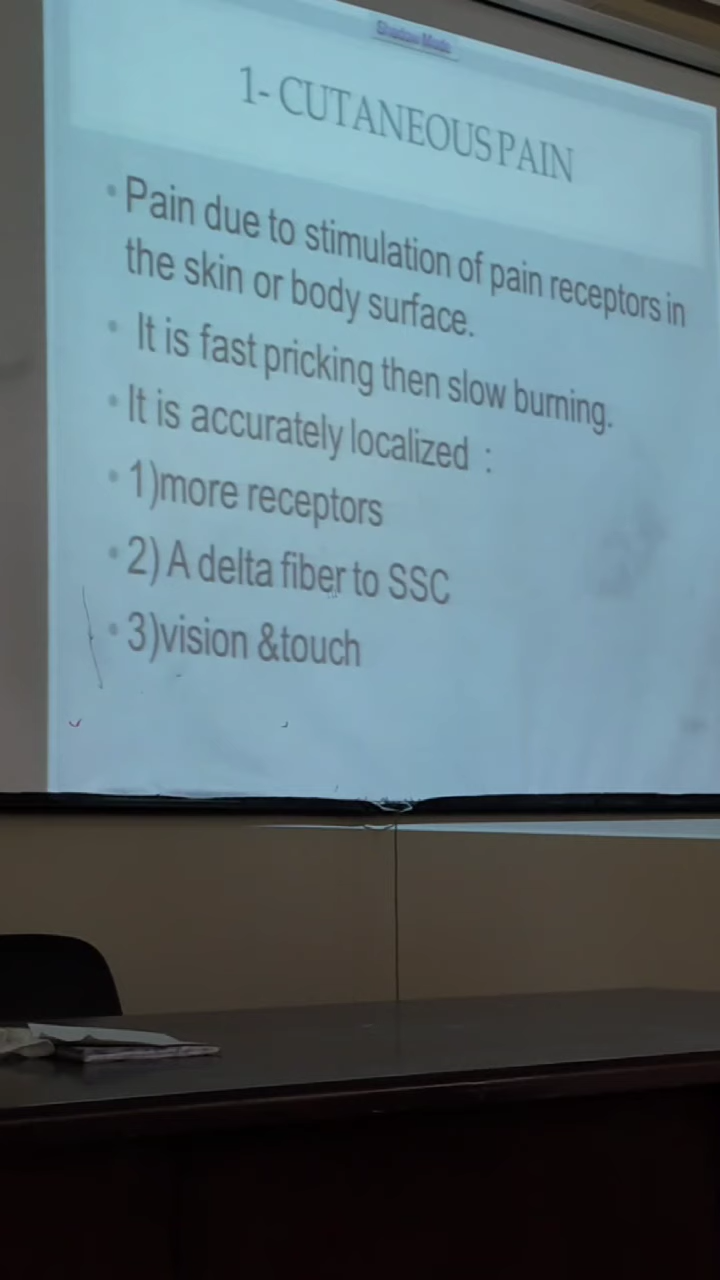 Shadow Mode
1- CUTANEOUS PAIN
• Pain due to stimulation of pain receptors in
the skin or body surface.
• It is fast pricking then slow burning.
• It is accurately localized :
• 1)more receptors
• 2) A delta fiber to SSC
• 3)vision &touch